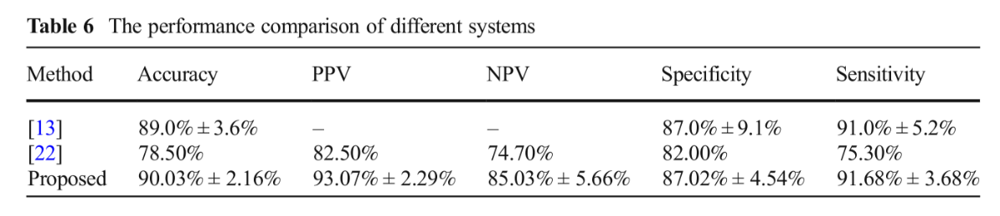 Table 6 The performance comparison of different systems
Method Accuracy PPV NPV Specificity Sensitivity
[13] 89.0% ± 3.6% – – 87.0% ± 9.1% 91.0% ± 5.2%
[22] 78.50% 82.50% 74.70% 82.00% 75.30%
Proposed 90.03% ± 2.16% 93.07% ± 2.29% 85.03% ± 5.66% 87.02% ± 4.54% 91.68% ± 3.68%